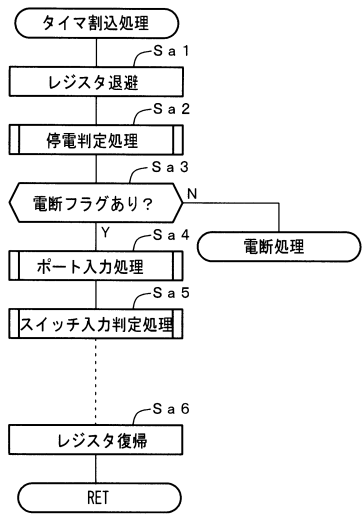 タイマ割込処理
Sa1
レジスタ退避
Sa2
停電判定処理
Sa3
電断フラグあり？
N
Y
電断処理
Sa4
ポート入力処理
Sa5
スイッチ入力判定処理
Sa6
レジスタ復帰
RET